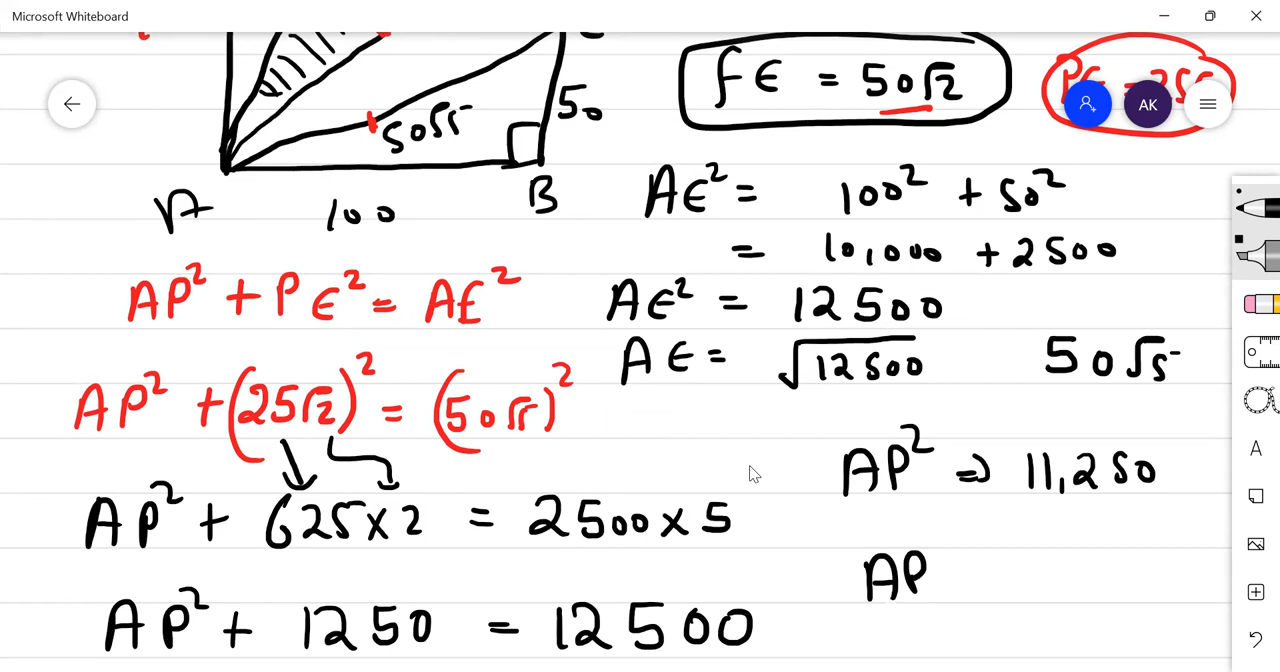 Microsoft Whiteboard
FE = 50√2
AK
50√5
50
A
100
B
AE² = 100² + 50²
= 10,000 + 2500
AP² + PE² = AE²
AE² = 12500
AE = √12500 50√5
AP² + (25√2)² = (50√5)²
AP² ⇒ 11,250
AP² + 625 × 2 = 2500 × 5
AP
AP² + 1250 = 12500
A